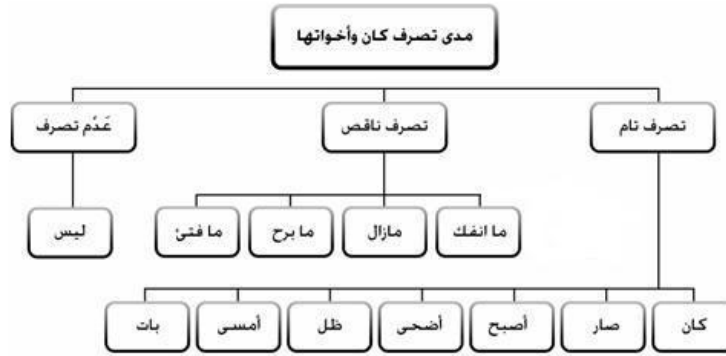 مدى تصرف كان وأخواتها
تصرف تام
تصرف ناقص
عَدَم تصرف
ما انفك
مازال
ما برح
ما فتئ
ليس
كان
صار
أصبح
أضحى
ظل
أمسى
بات